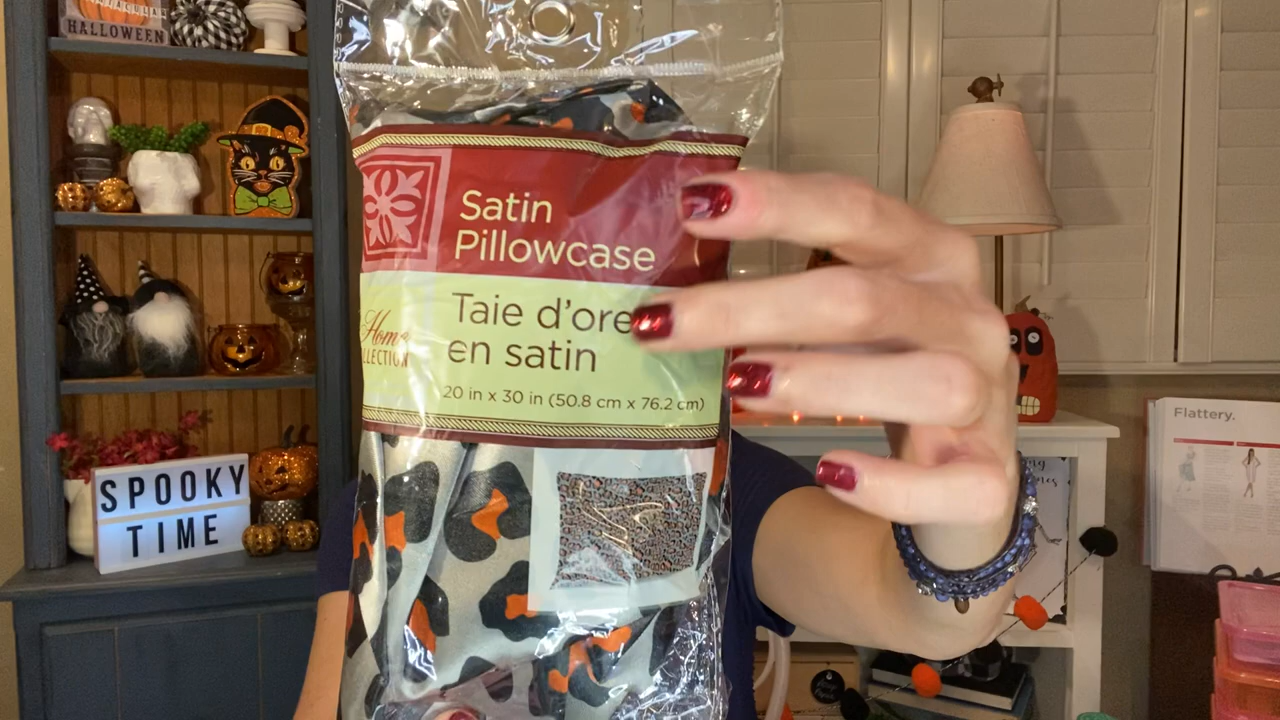 HALLOWEEN
Satin
Pillowcase
Taie d'ore
en satin
Home
LLECTION
20 in x 30 in (50.8 cm x 76.2 cm)
SPOOKY
TIME
Flattery.